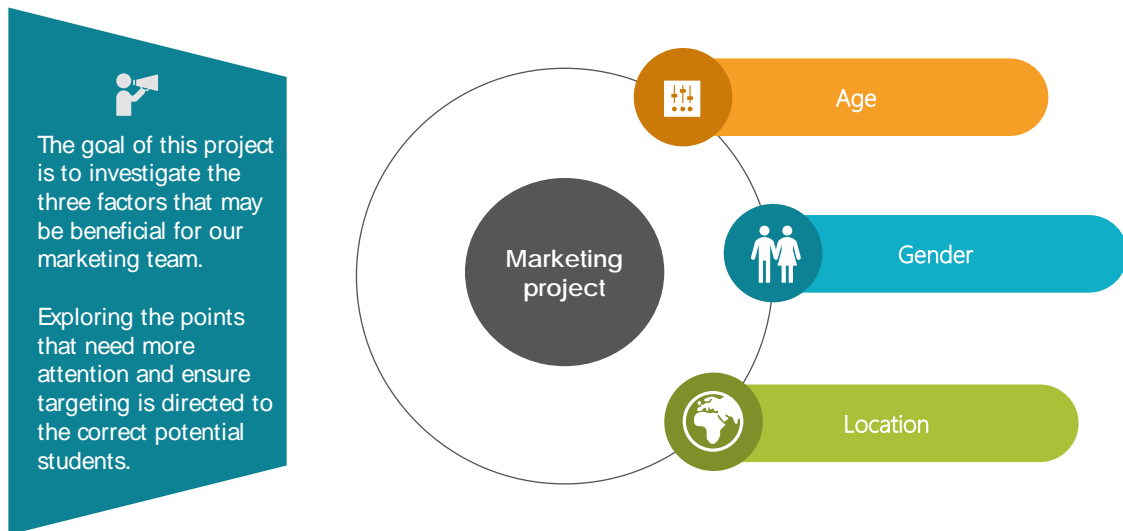 The goal of this project
is to investigate the
three factors that may
be beneficial for our
marketing team.
Exploring the points
that need more
attention and ensure
targeting is directed to
the correct potential
students.
Marketing
project
Age
Gender
Location